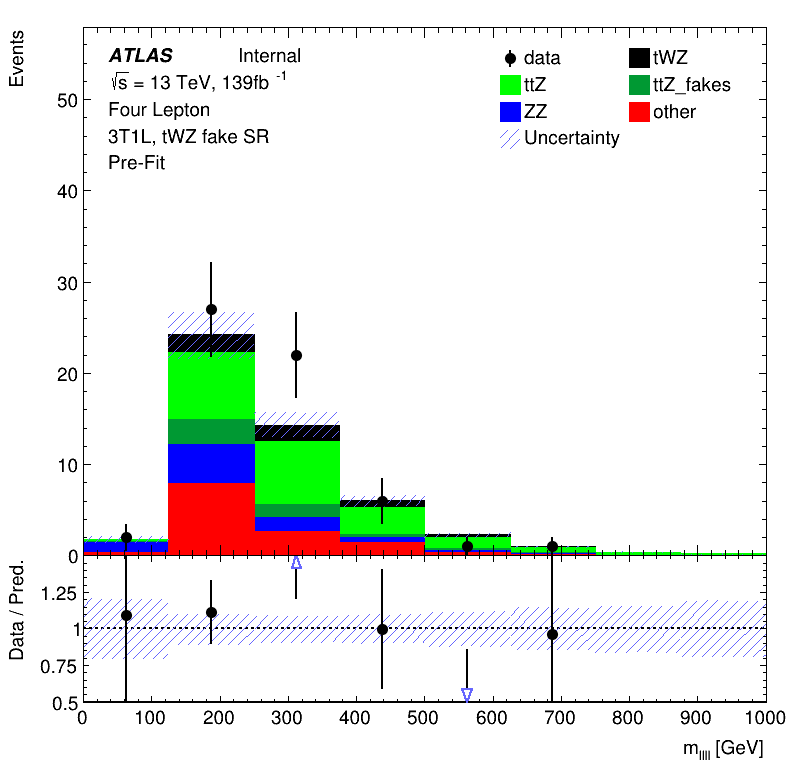 Events
ATLAS Internal
√s = 13 TeV, 139fb⁻¹
Four Lepton
3T1L, tWZ fake SR
Pre-Fit
data
tWZ
ttZ
ttZ_fakes
ZZ
other
Uncertainty
50
40
30
20
10
0
Data / Pred.
1.25
1
0.75
0.5
0 100 200 300 400 500 600 700 800 900 1000
m_llll [GeV]